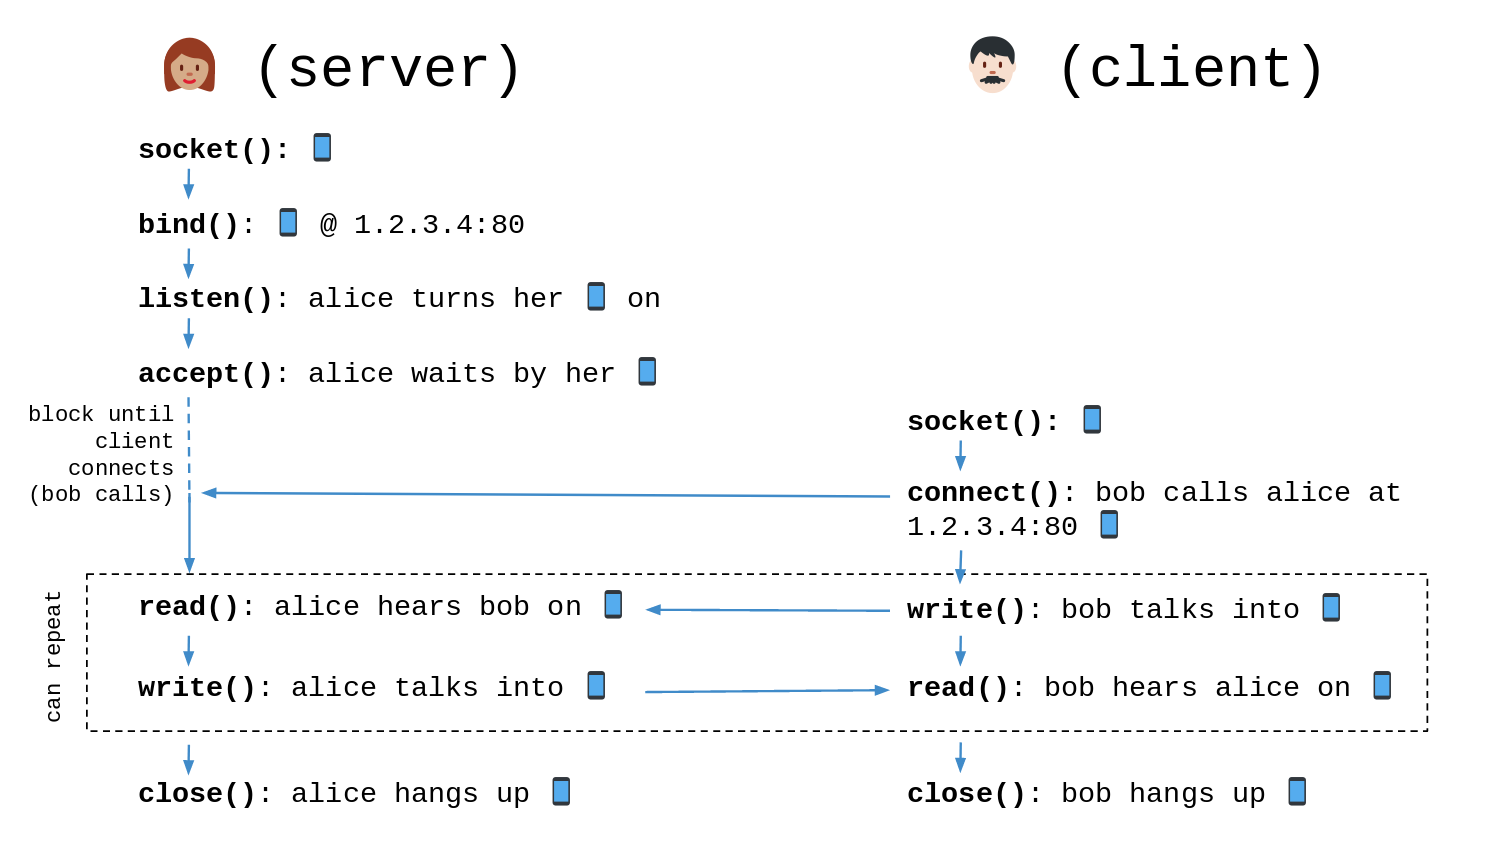 (server)
(client)
socket():
bind(): @ 1.2.3.4:80
listen(): alice turns her on
accept(): alice waits by her
block until
client
connects
(bob calls)
socket():
connect(): bob calls alice at
1.2.3.4:80
can repeat
read(): alice hears bob on
write(): bob talks into
write(): alice talks into
read(): bob hears alice on
close(): alice hangs up
close(): bob hangs up